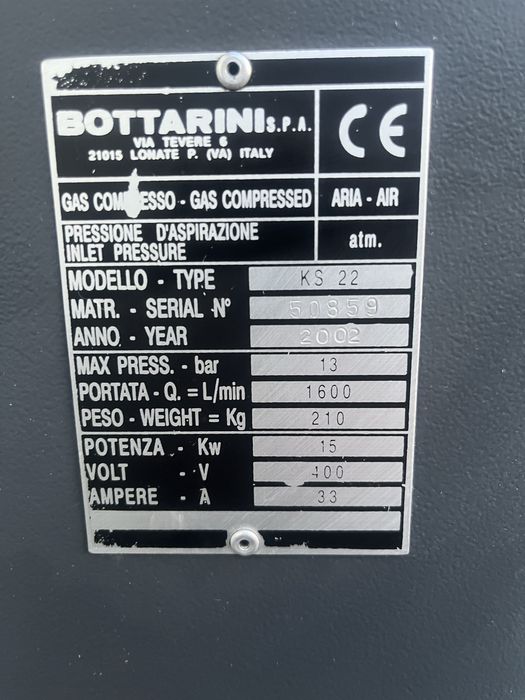 BOTTARINI S.P.A.
VIA TEVERE 6
21015 LONATE P. (VA) ITALY
CE
GAS COMPRESSO - GAS COMPRESSED ARIA - AIR
PRESSIONE D'ASPIRAZIONE
INLET PRESSURE atm.
MODELLO - TYPE KS 22
MATR. - SERIAL N° 50859
ANNO - YEAR 2002
MAX PRESS. - bar 13
PORTATA - Q. = L/min 1600
PESO - WEIGHT = Kg 210
POTENZA - Kw 15
VOLT - V 400
AMPERE - A 33